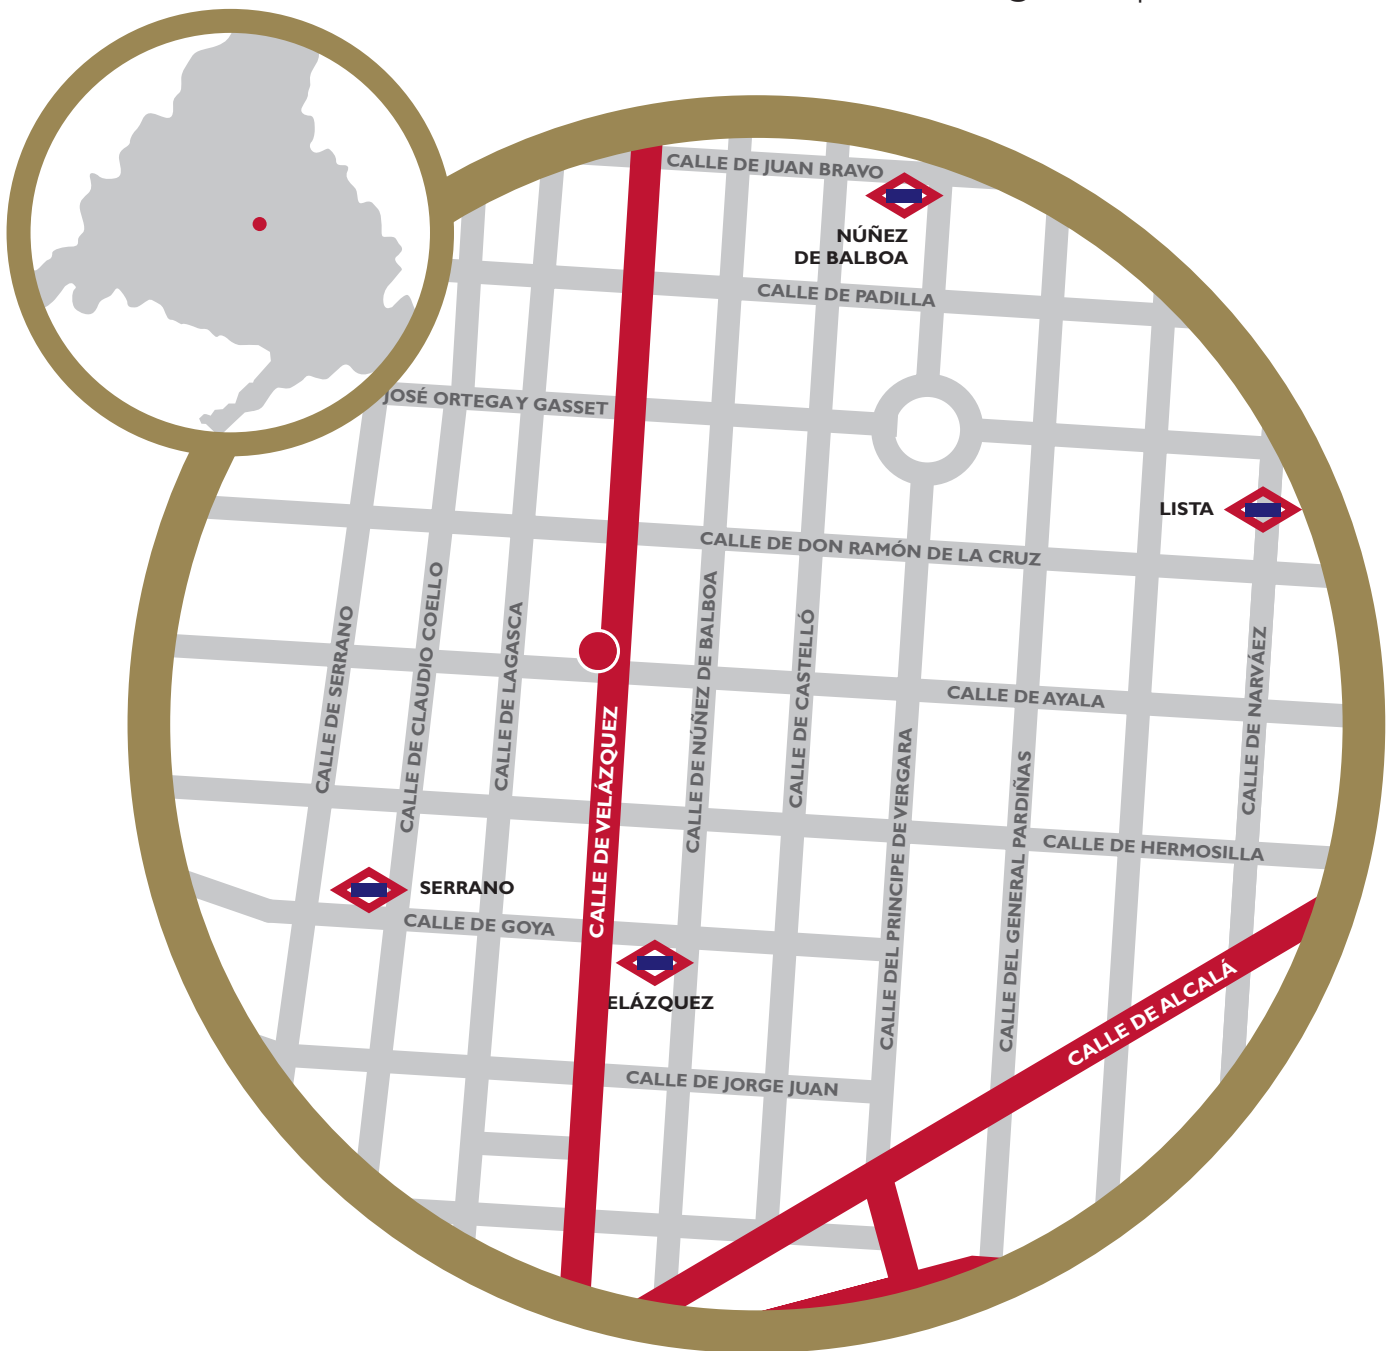 CALLE DE JUAN BRAVO
NÚÑEZ
DE BALBOA
CALLE DE PADILLA
JOSÉ ORTEGA Y GASSET
LISTA
CALLE DE DON RAMÓN DE LA CRUZ
CALLE DE SERRANO
CALLE DE CLAUDIO COELLO
CALLE DE LAGASCA
CALLE DE VELÁZQUEZ
CALLE DE NÚÑEZ DE BALBOA
CALLE DE CASTELLÓ
CALLE DEL PRINCIPE DE VERGARA
CALLE DEL GENERAL PARDIÑAS
CALLE DE NARVÁEZ
CALLE DE AYALA
CALLE DE HERMOSILLA
SERRANO
CALLE DE GOYA
ELÁZQUEZ
CALLE DE ALCALÁ
CALLE DE JORGE JUAN